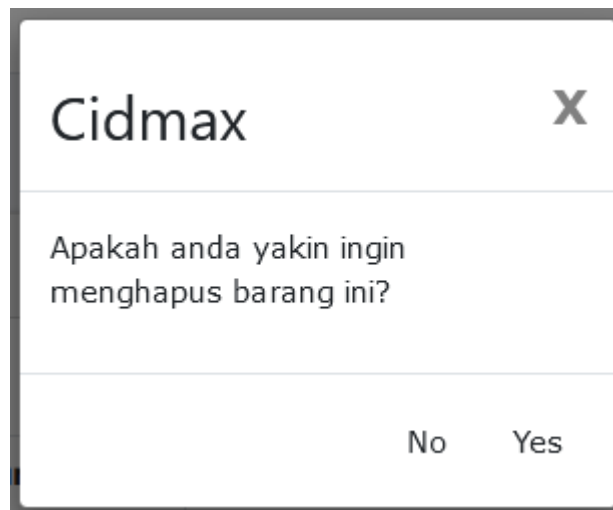 Cidmax
X
Apakah anda yakin ingin
menghapus barang ini?
No Yes